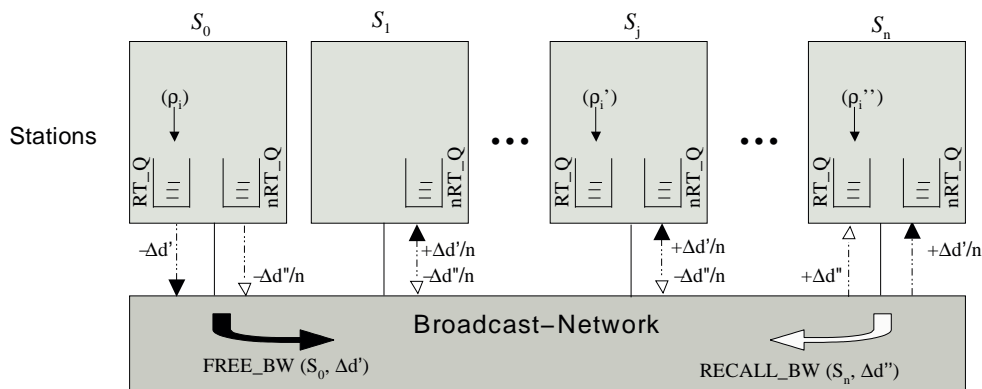 S0
S1
Sj
Sn
Stations
(ρi)
(ρi')
(ρi'')
•••
•••
RT_Q
nRT_Q
nRT_Q
RT_Q
nRT_Q
RT_Q
nRT_Q
−Δd'
−Δd''/n
+Δd'/n
−Δd''/n
+Δd'/n
−Δd''/n
+Δd''
+Δd'/n
Broadcast−Network
FREE_BW (S0, Δd')
RECALL_BW (Sn, Δd'')